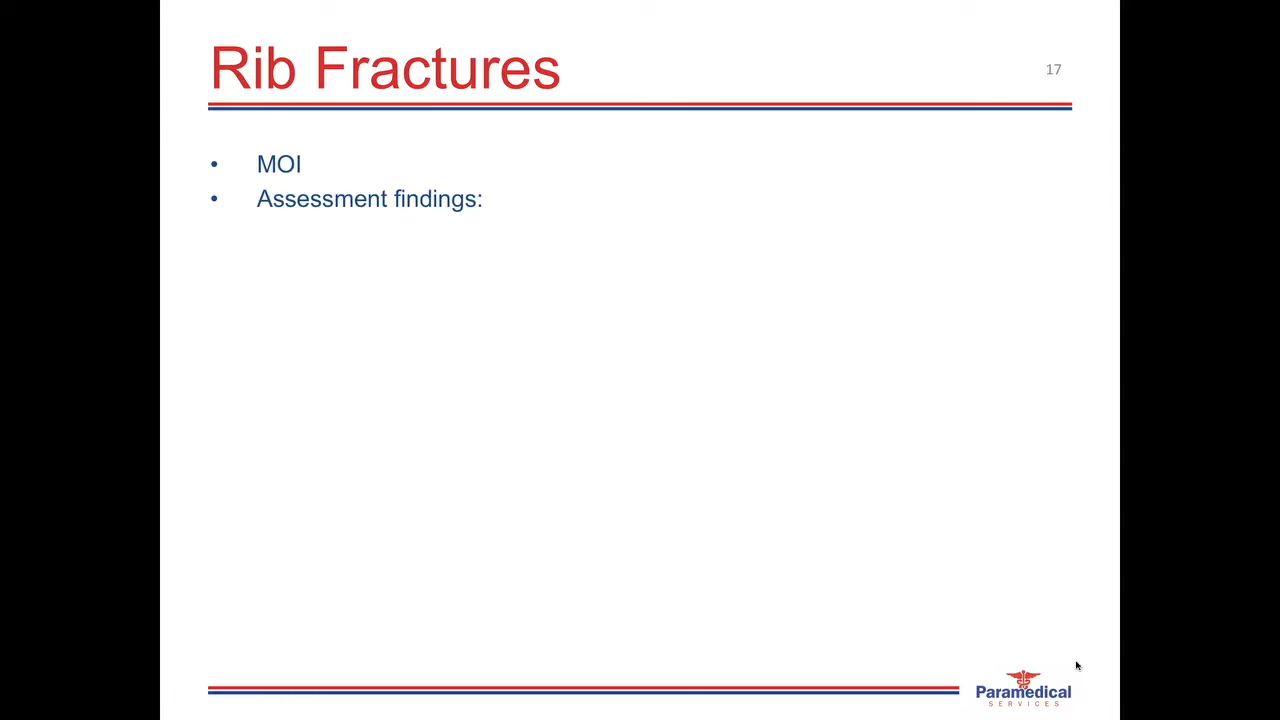 Rib Fractures
17
• MOI
• Assessment findings:
Paramedical
SERVICES